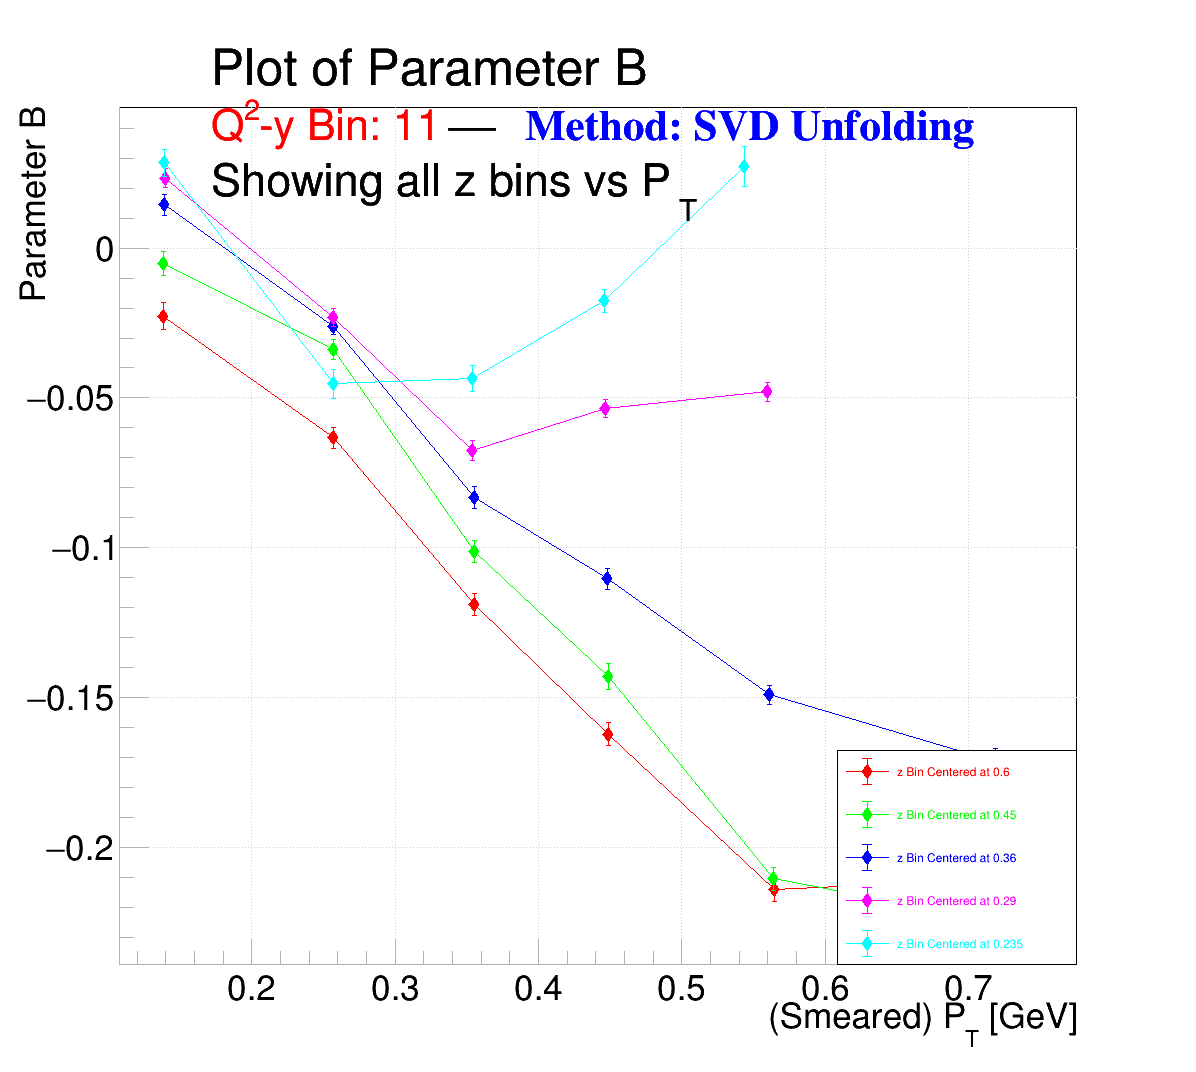 Plot of Parameter B
Q²-y Bin: 11 — Method: SVD Unfolding
Showing all z bins vs P_T
Parameter B
0
−0.05
−0.1
−0.15
−0.2
z Bin Centered at 0.6
z Bin Centered at 0.45
z Bin Centered at 0.36
z Bin Centered at 0.29
z Bin Centered at 0.235
0.2 0.3 0.4 0.5 0.6 0.7
(Smeared) P_T [GeV]